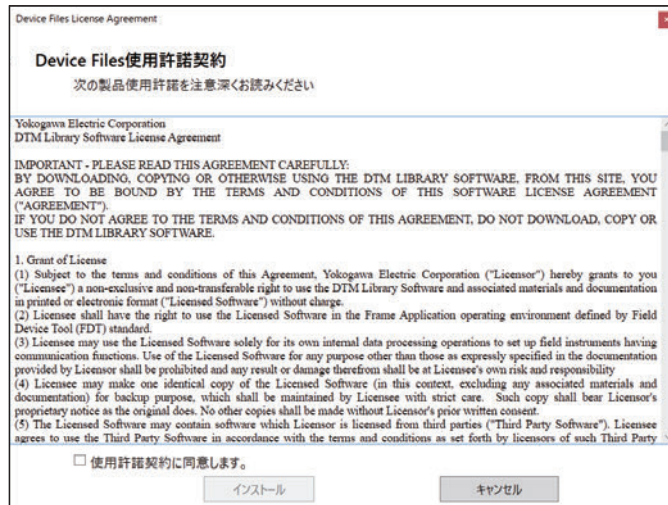 Device Files License Agreement
Device Files使用許諾契約
次の製品使用許諾を注意深くお読みください
Yokogawa Electric Corporation
DTM Library Software License Agreement
IMPORTANT - PLEASE READ THIS AGREEMENT CAREFULLY:
BY DOWNLOADING, COPYING OR OTHERWISE USING THE DTM LIBRARY SOFTWARE, FROM THIS SITE, YOU
AGREE TO BE BOUND BY THE TERMS AND CONDITIONS OF THIS SOFTWARE LICENSE AGREEMENT
("AGREEMENT").
IF YOU DO NOT AGREE TO THE TERMS AND CONDITIONS OF THIS AGREEMENT, DO NOT DOWNLOAD, COPY OR
USE THE DTM LIBRARY SOFTWARE.
1. Grant of License
(1) Subject to the terms and conditions of this Agreement, Yokogawa Electric Corporation ("Licensor") hereby grants to you
("Licensee") a non-exclusive and non-transferable right to use the DTM Library Software and associated materials and documentation
in printed or electronic format ("Licensed Software") without charge.
(2) Licensee shall have the right to use the Licensed Software in the Frame Application operating environment defined by Field
Device Tool (FDT) standard.
(3) Licensee may use the Licensed Software solely for its own internal data processing operations to set up field instruments having
communication functions. Use of the Licensed Software for any purpose other than those as expressly specified in the documentation
provided by Licensor shall be prohibited and any result or damage therefrom shall be at Licensee's own risk and responsibility
(4) Licensee may make one identical copy of the Licensed Software (in this context, excluding any associated materials and
documentation) for backup purpose, which shall be maintained by Licensee with strict care. Such copy shall bear Licensor's
proprietary notice as the original does. No other copies shall be made without Licensor's prior written consent.
(5) The Licensed Software may contain software which Licensor is licensed from third parties ("Third Party Software"). Licensee
agrees to use the Third Party Software in accordance with the terms and conditions as set forth by licensors of such Third Party
使用許諾契約に同意します。
インストール
キャンセル